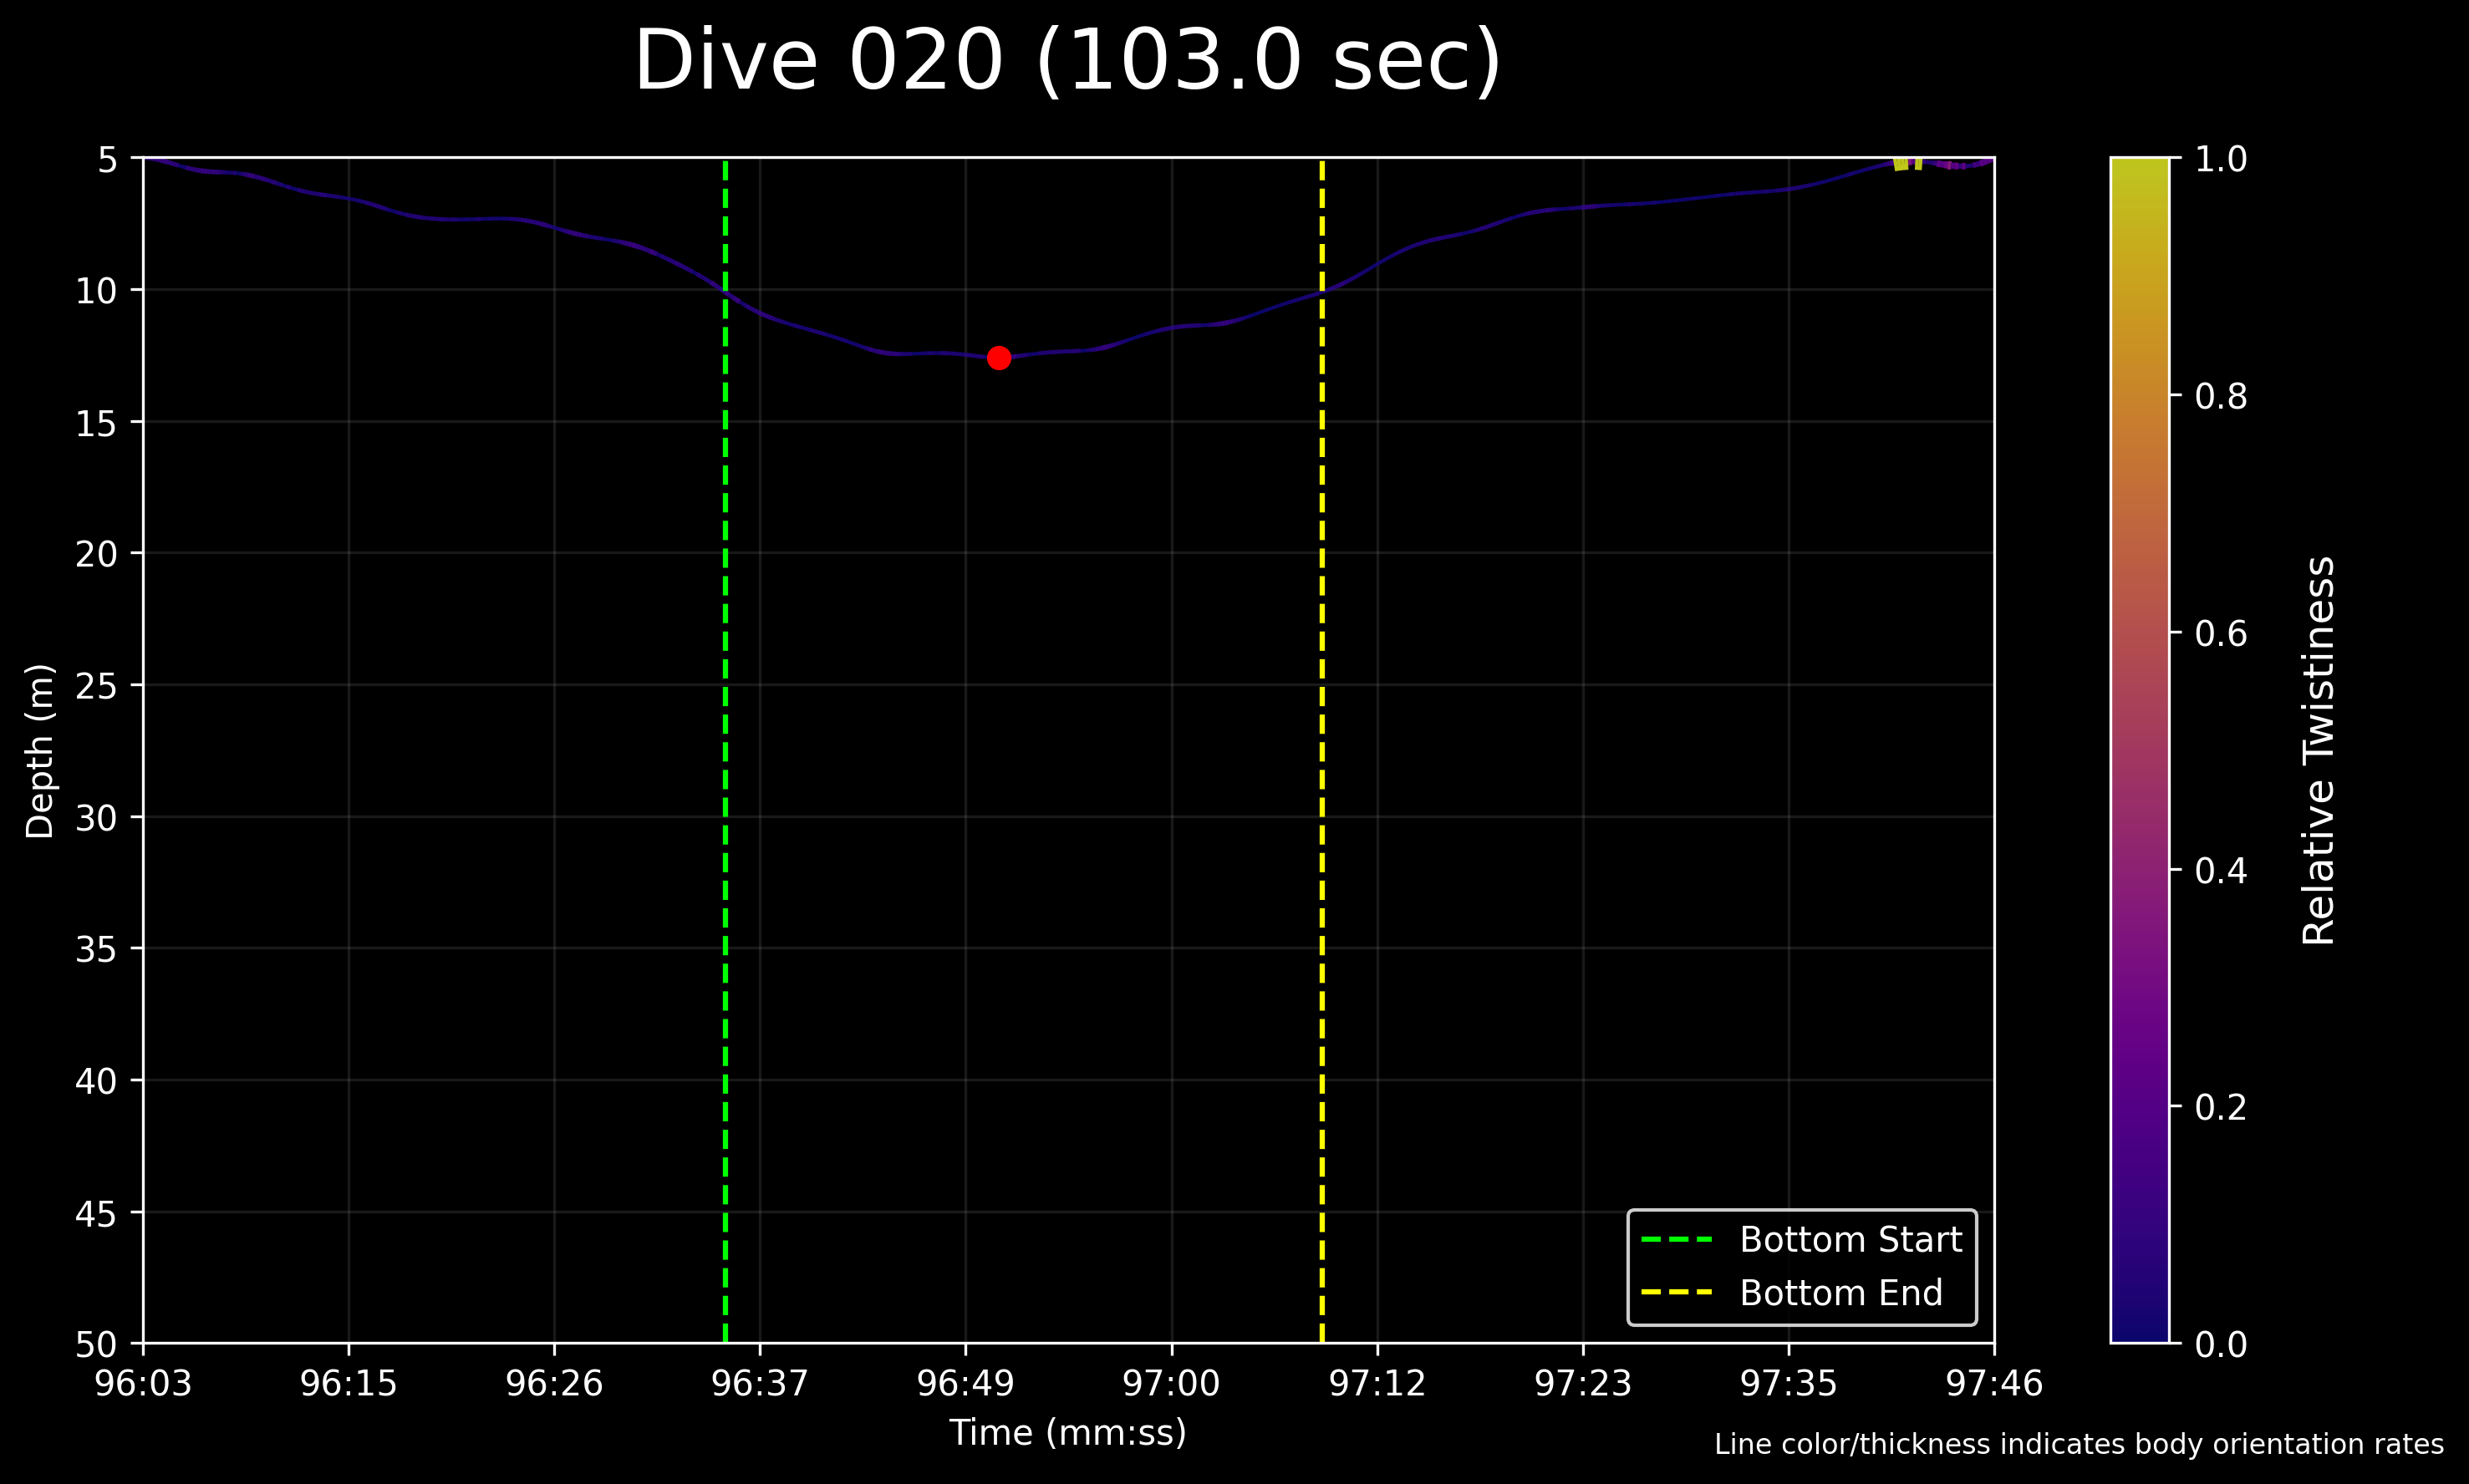 Dive 020 (103.0 sec)
Depth (m)
5
10
15
20
25
30
35
40
45
50
96:03 96:15 96:26 96:37 96:49 97:00 97:12 97:23 97:35 97:46
Time (mm:ss)
Bottom Start
Bottom End
1.0
0.8
0.6
0.4
0.2
0.0
Relative Twistiness
Line color/thickness indicates body orientation rates